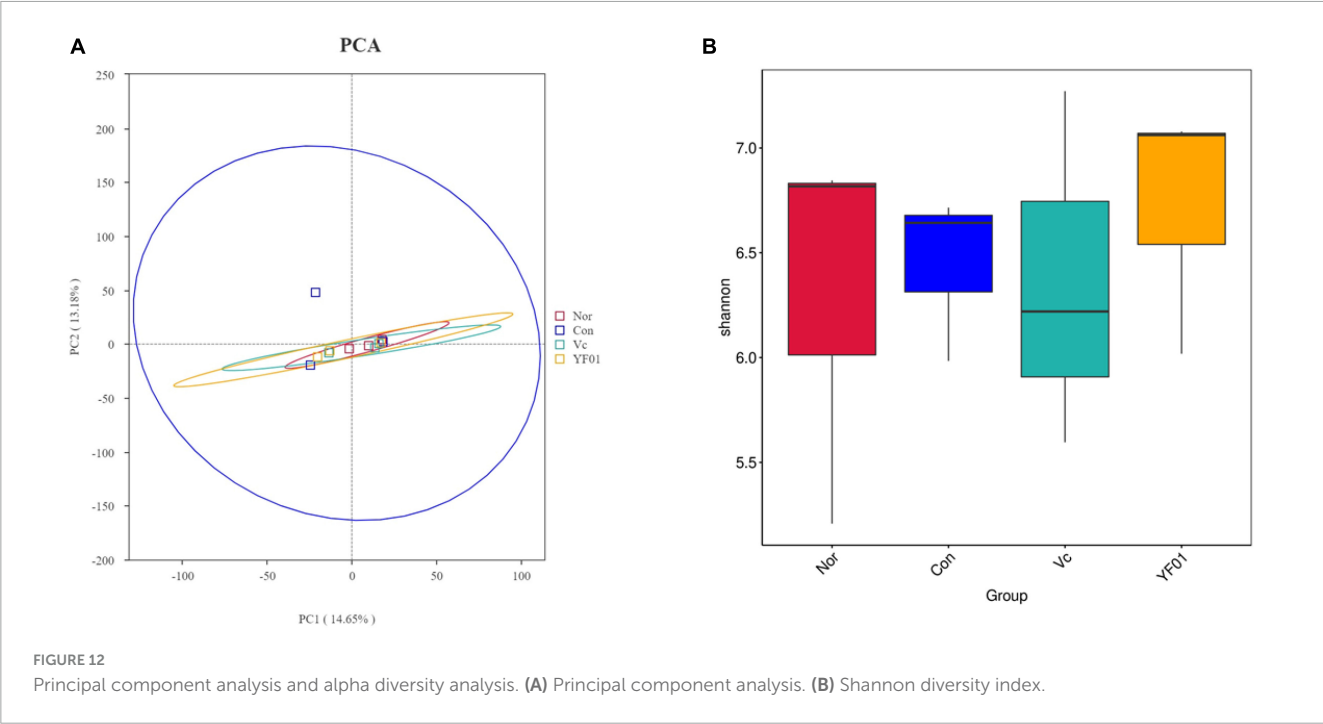 A
PCA
250
200
150
100
50
0
-50
-100
-150
-200
PC2 ( 13.18% )
-100
-50
0
50
100
PC1 ( 14.65% )
Nor
Con
Vc
YF01
B
7.0
6.5
6.0
5.5
shannon
Nor
Con
Vc
YF01
Group
FIGURE 12
Principal component analysis and alpha diversity analysis. (A) Principal component analysis. (B) Shannon diversity index.